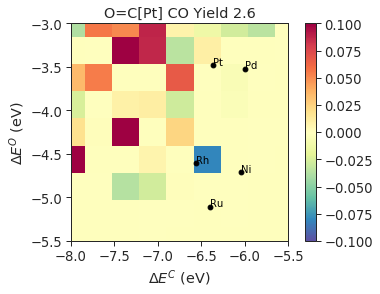 O=C[Pt] CO Yield 2.6
−3.0
−3.5
−4.0
−4.5
−5.0
−5.5
ΔE^O (eV)
Pt
Pd
Rh
Ni
Ru
−8.0 −7.5 −7.0 −6.5 −6.0 −5.5
ΔE^C (eV)
0.100
0.075
0.050
0.025
0.000
−0.025
−0.050
−0.075
−0.100